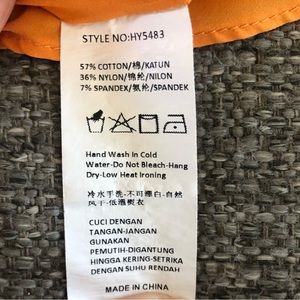 STYLE NO:HY5483
57% COTTON/棉/KATUN
36% NYLON/锦纶/NILON
7% SPANDEX/氨纶/SPANDEK
Hand Wash In Cold
Water-Do Not Bleach-Hang
Dry-Low Heat Ironing
冷水手洗-不可漂白-自然
风干-低温熨衣
CUCI DENGAN
TANGAN-JANGAN
GUNAKAN
PEMUTIH-DIGANTUNG
HINGGA KERING-SETRIKA
DENGAN SUHU RENDAH
MADE IN CHINA